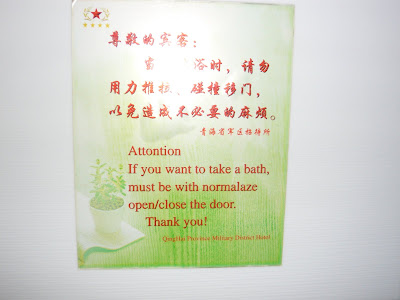 尊敬的宾客：
当 浴时，请勿
用力推拉、碰撞移门，
以免造成不必要的麻烦。
青海省军区招待所
Attontion
If you want to take a bath,
must be with normalaze
open/close the door.
Thank you!
QingHai Province Military District Hotel